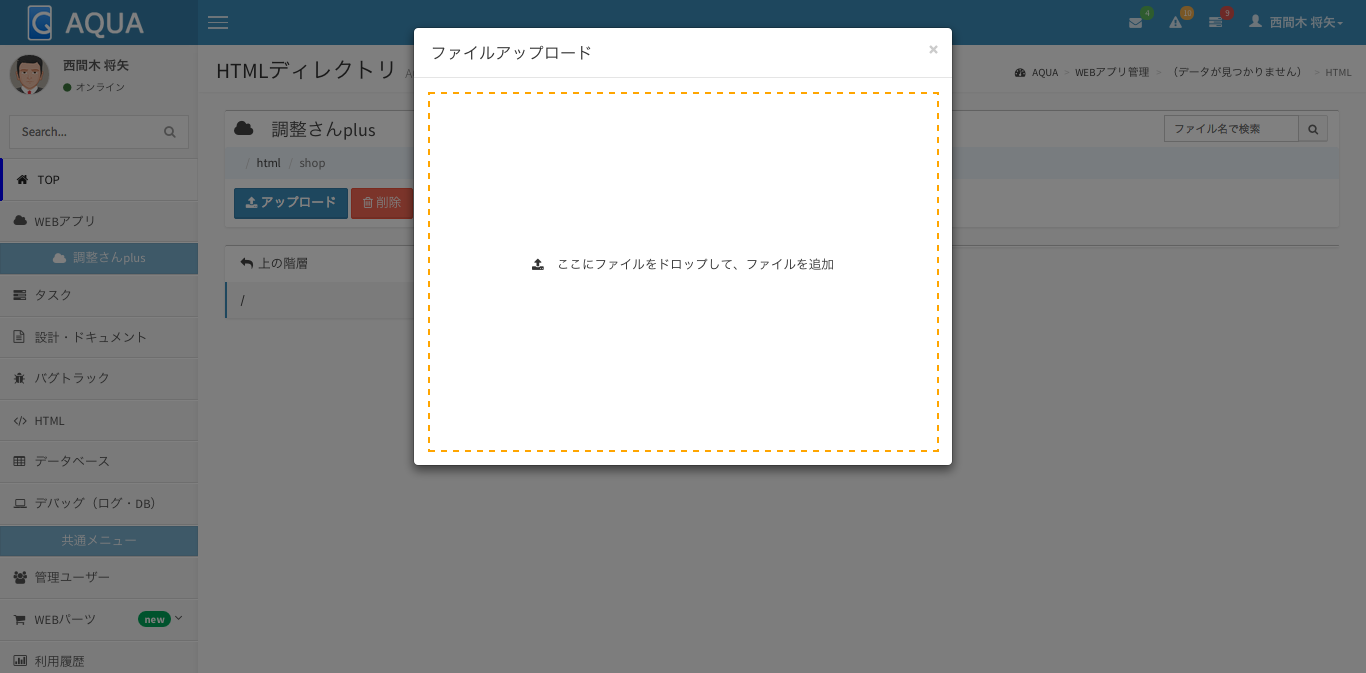 AQUA
4
10
9
西間木 将矢
西間木 将矢
オンライン
Search...
TOP
WEBアプリ
調整さんplus
タスク
設計・ドキュメント
バグトラック
HTML
データベース
デバッグ（ログ・DB）
共通メニュー
管理ユーザー
WEBパーツ new
利用履歴
HTMLディレクトリ A
AQUA > WEBアプリ管理 > （データが見つかりません） > HTML
調整さんplus
ファイル名で検索
/ html / shop
アップロード 削除
上の階層
/
ファイルアップロード ×
ここにファイルをドロップして、ファイルを追加